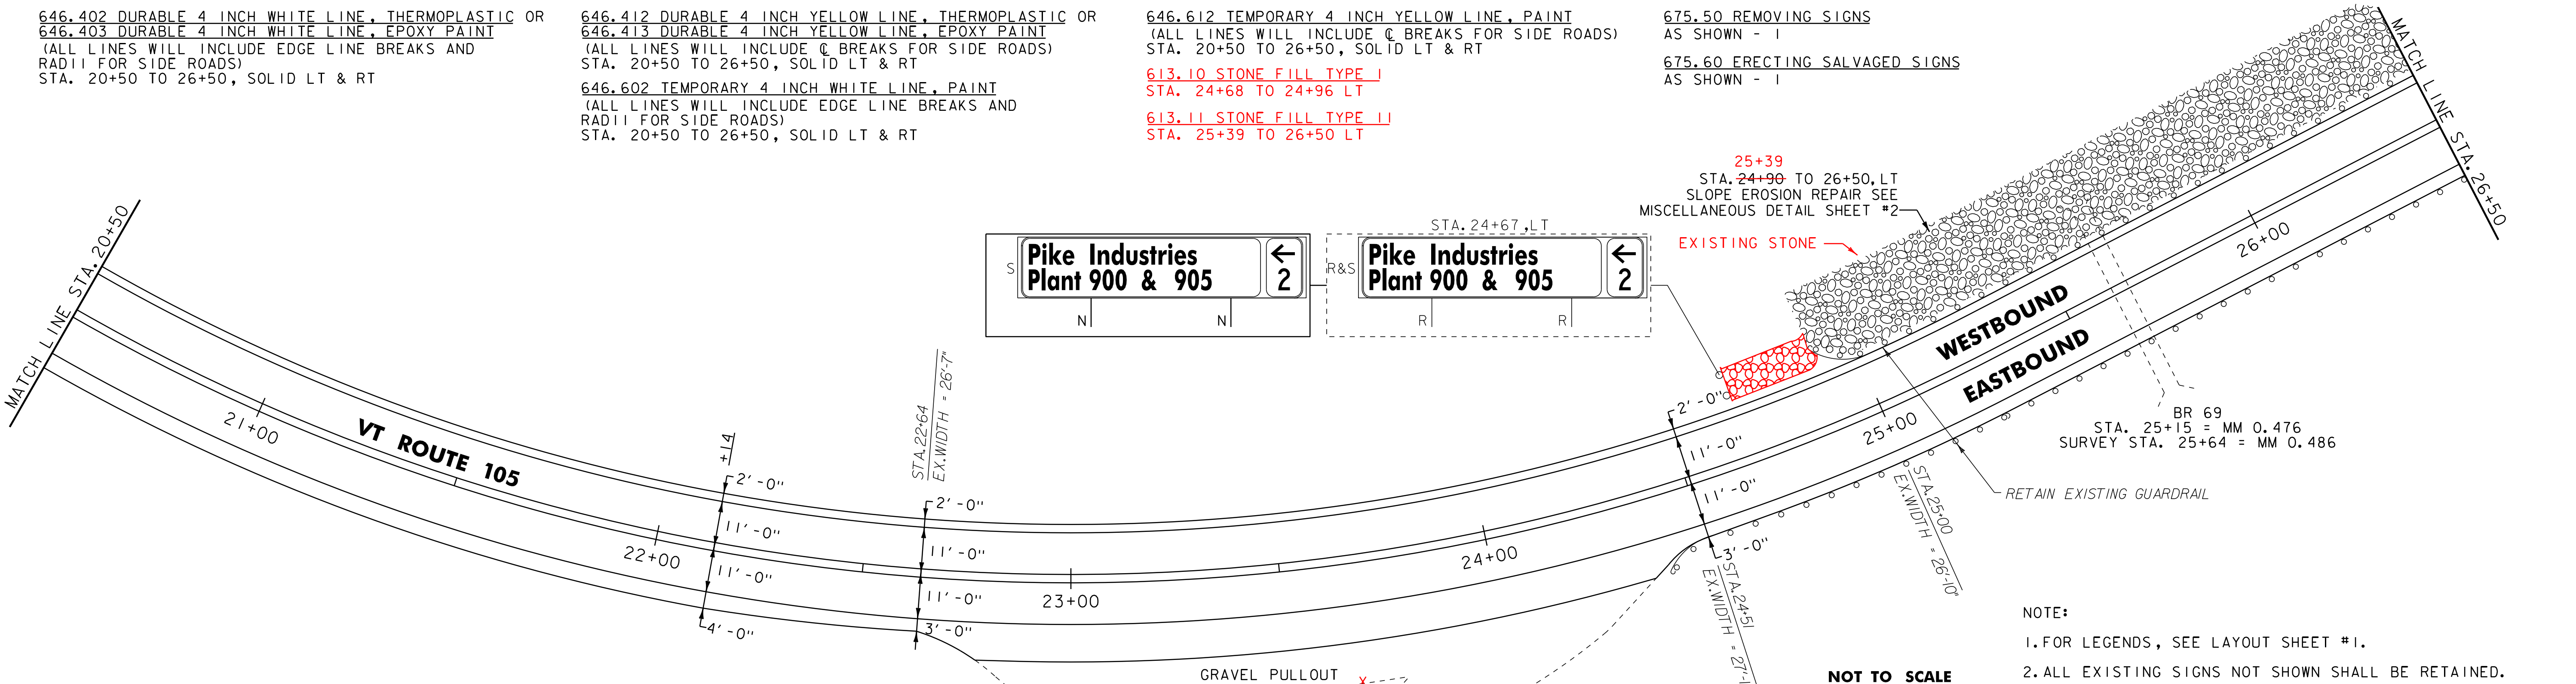 646.402 DURABLE 4 INCH WHITE LINE, THERMOPLASTIC OR
646.403 DURABLE 4 INCH WHITE LINE, EPOXY PAINT
(ALL LINES WILL INCLUDE EDGE LINE BREAKS AND
RADII FOR SIDE ROADS)
STA. 20+50 TO 26+50, SOLID LT & RT
646.412 DURABLE 4 INCH YELLOW LINE, THERMOPLASTIC OR
646.413 DURABLE 4 INCH YELLOW LINE, EPOXY PAINT
(ALL LINES WILL INCLUDE ℄ BREAKS FOR SIDE ROADS)
STA. 20+50 TO 26+50, SOLID LT & RT
646.602 TEMPORARY 4 INCH WHITE LINE, PAINT
(ALL LINES WILL INCLUDE EDGE LINE BREAKS AND
RADII FOR SIDE ROADS)
STA. 20+50 TO 26+50, SOLID LT & RT
646.612 TEMPORARY 4 INCH YELLOW LINE, PAINT
(ALL LINES WILL INCLUDE ℄ BREAKS FOR SIDE ROADS)
STA. 20+50 TO 26+50, SOLID LT & RT
613.10 STONE FILL TYPE I
STA. 24+68 TO 24+96 LT
613.11 STONE FILL TYPE II
STA. 25+39 TO 26+50 LT
675.50 REMOVING SIGNS
AS SHOWN - 1
675.60 ERECTING SALVAGED SIGNS
AS SHOWN - 1
MATCH LINE STA. 26+50
25+39
STA. 24+90 TO 26+50, LT
SLOPE EROSION REPAIR SEE
MISCELLANEOUS DETAIL SHEET #2
EXISTING STONE
MATCH LINE STA. 20+50
STA. 24+67, LT
S
Pike Industries
Plant 900 & 905
←
2
N
N
R&S
Pike Industries
Plant 900 & 905
←
2
R
R
26+00
WESTBOUND
EASTBOUND
21+00
VT ROUTE 105
22+00
+14
2'-0"
11'-0"
11'-0"
4'-0"
STA. 22+64
EX. WIDTH = 26'-7"
2'-0"
11'-0"
11'-0"
3'-0"
23+00
24+00
2'-0"
11'-0"
11'-0"
3'-0"
STA. 24+51
25+00
STA. 25+00
EX. WIDTH = 26'-10"
BR 69
STA. 25+15 = MM 0.476
SURVEY STA. 25+64 = MM 0.486
RETAIN EXISTING GUARDRAIL
GRAVEL PULLOUT
X
NOT TO SCALE
NOTE:
1. FOR LEGENDS, SEE LAYOUT SHEET #1.
2. ALL EXISTING SIGNS NOT SHOWN SHALL BE RETAINED.